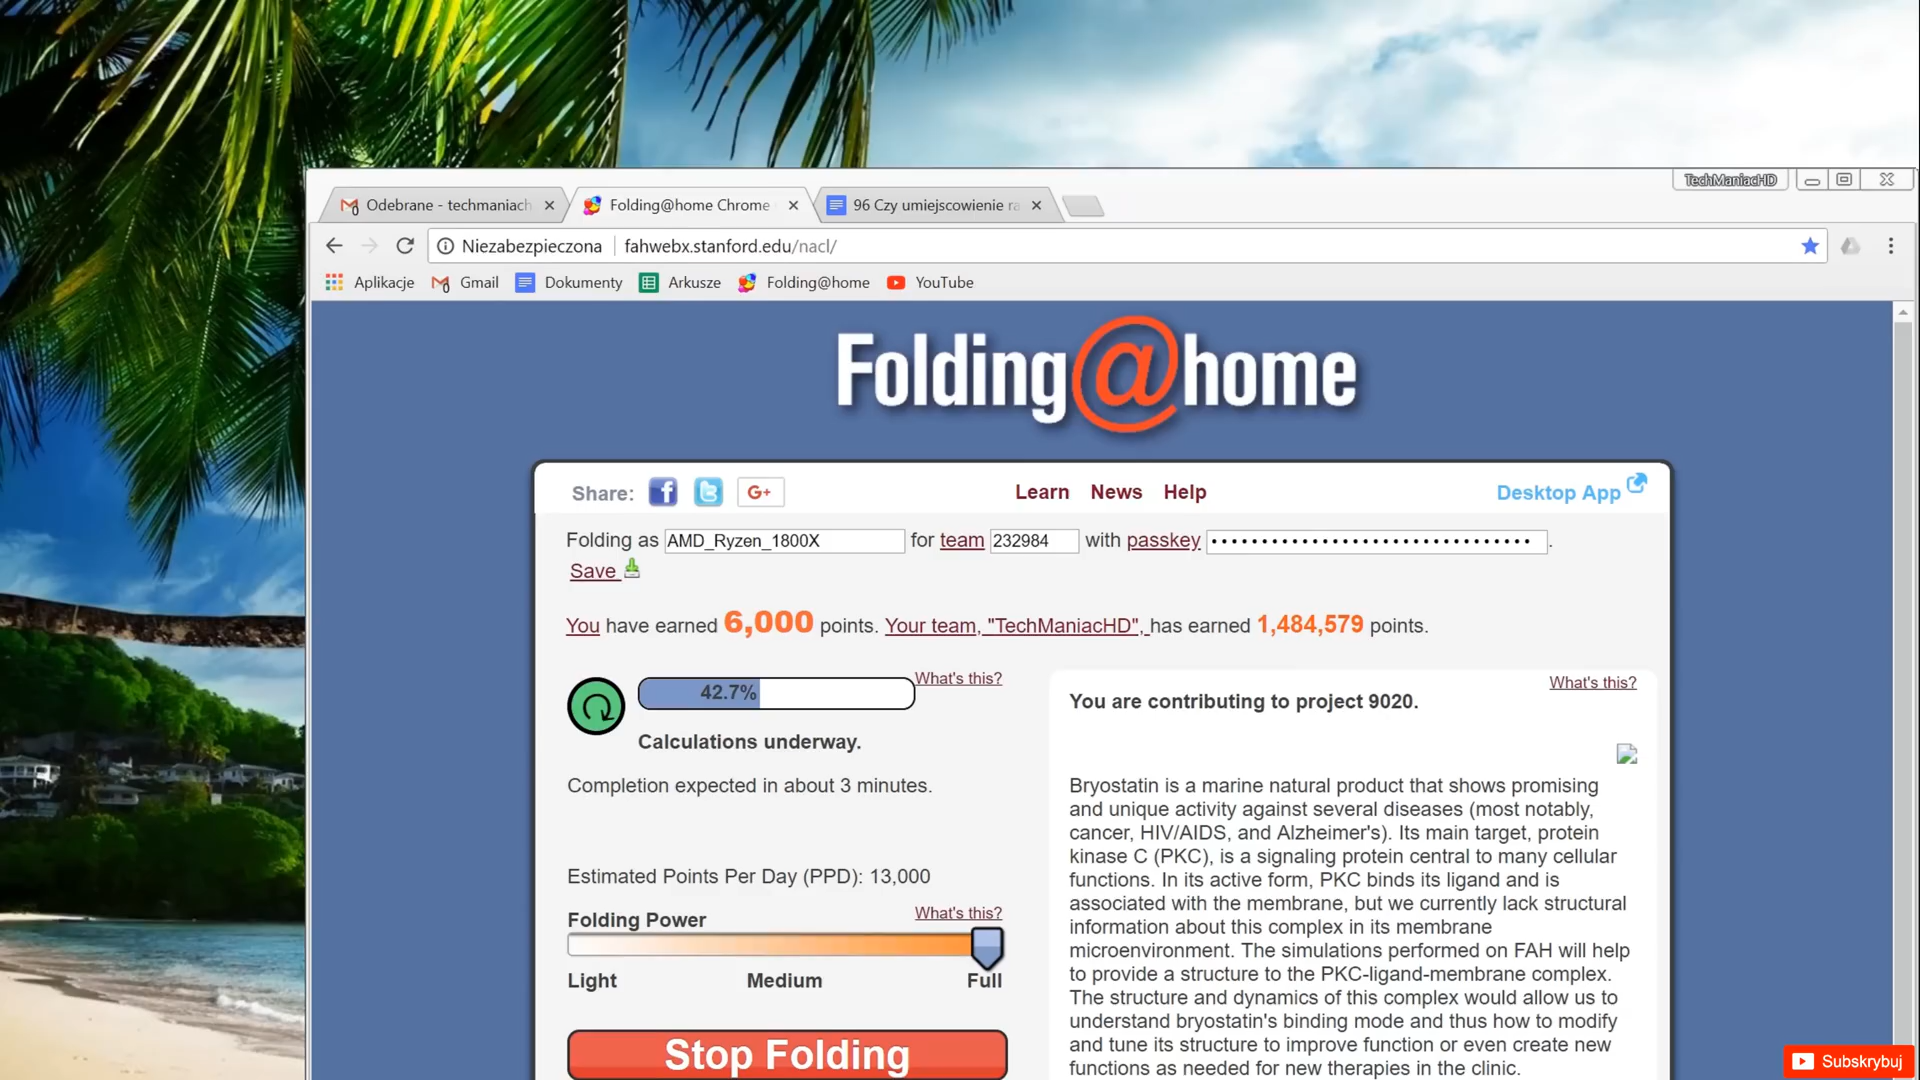 TechManiacHD
Odebrane - techmaniach
Folding@home Chrome
96 Czy umiejscowienie ra
Niezabezpieczona
fahwebx.stanford.edu/nacl/
Aplikacje
Gmail
Dokumenty
Arkusze
Folding@home
YouTube
Folding@home
Share:
G+
Learn
News
Help
Desktop App
Folding as AMD_Ryzen_1800X for team 232984 with passkey ••••••••••••••••••••••••••••••••.
Save
You have earned 6,000 points. Your team, "TechManiacHD", has earned 1,484,579 points.
42.7%
What's this?
Calculations underway.
Completion expected in about 3 minutes.
Estimated Points Per Day (PPD): 13,000
Folding Power
What's this?
Light
Medium
Full
Stop Folding
What's this?
You are contributing to project 9020.
Bryostatin is a marine natural product that shows promising
and unique activity against several diseases (most notably,
cancer, HIV/AIDS, and Alzheimer's). Its main target, protein
kinase C (PKC), is a signaling protein central to many cellular
functions. In its active form, PKC binds its ligand and is
associated with the membrane, but we currently lack structural
information about this complex in its membrane
microenvironment. The simulations performed on FAH will help
to provide a structure to the PKC-ligand-membrane complex.
The structure and dynamics of this complex would allow us to
understand bryostatin's binding mode and thus how to modify
and tune its structure to improve function or even create new
functions as needed for new therapies in the clinic.
Subskrybuj